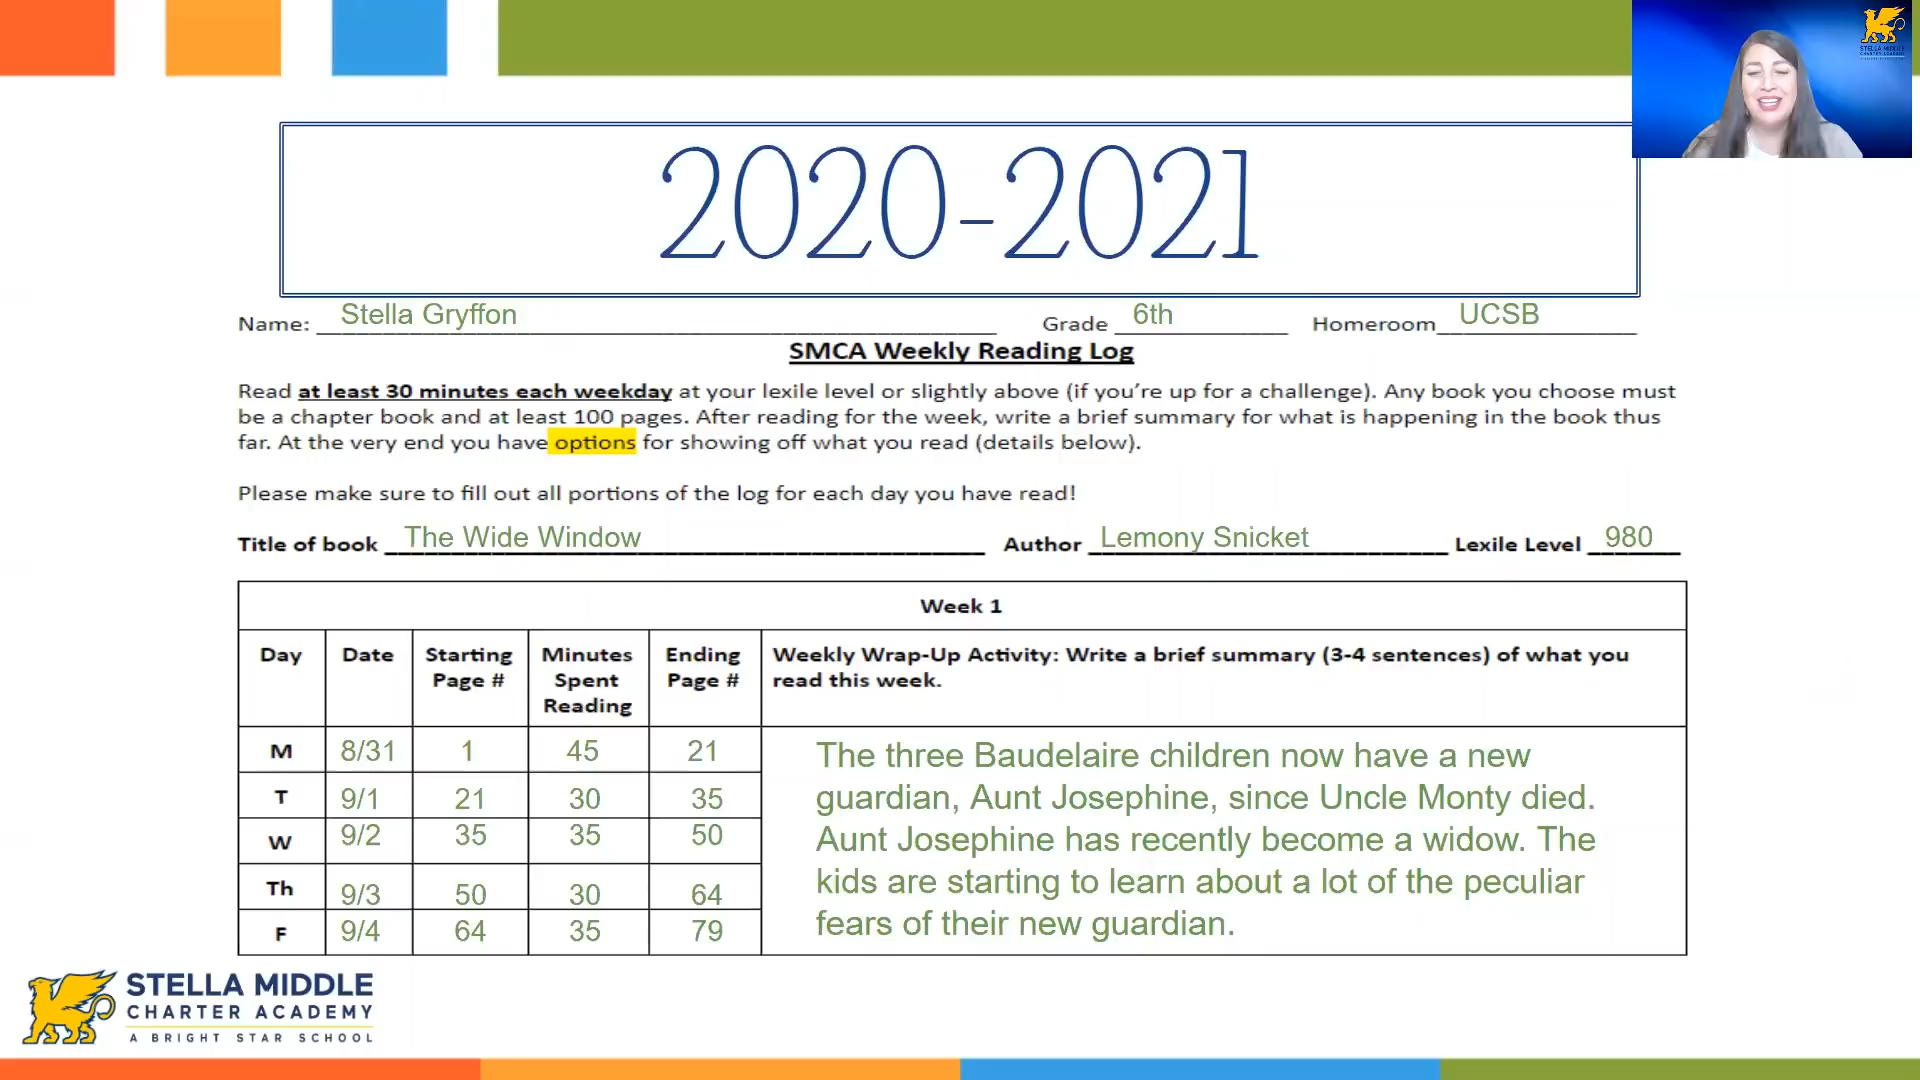 2020-2021
Name: Stella Gryffon Grade 6th Homeroom UCSB
SMCA Weekly Reading Log
Read at least 30 minutes each weekday at your lexile level or slightly above (if you’re up for a challenge). Any book you choose must
be a chapter book and at least 100 pages. After reading for the week, write a brief summary for what is happening in the book thus
far. At the very end you have options for showing off what you read (details below).
Please make sure to fill out all portions of the log for each day you have read!
Title of book The Wide Window Author Lemony Snicket Lexile Level 980
Week 1
Day Date Starting Page # Minutes Spent Reading Ending Page # Weekly Wrap-Up Activity: Write a brief summary (3-4 sentences) of what you
read this week.
M 8/31 1 45 21
T 9/1 21 30 35
W 9/2 35 35 50
Th 9/3 50 30 64
F 9/4 64 35 79
The three Baudelaire children now have a new
guardian, Aunt Josephine, since Uncle Monty died.
Aunt Josephine has recently become a widow. The
kids are starting to learn about a lot of the peculiar
fears of their new guardian.
STELLA MIDDLE
CHARTER ACADEMY
A BRIGHT STAR SCHOOL
STELLA MIDDLE